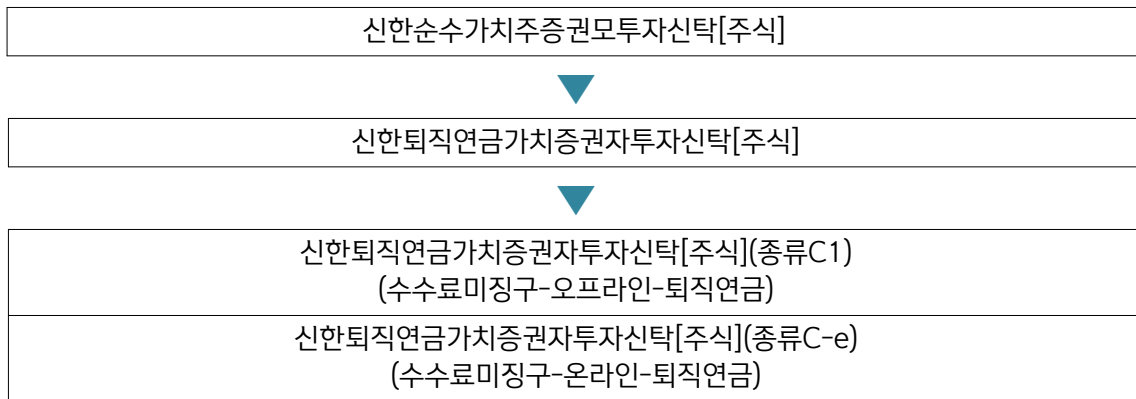 신한순수가치주증권모투자신탁[주식]
신한퇴직연금가치증권자투자신탁[주식]
신한퇴직연금가치증권자투자신탁[주식](종류C1)
(수수료미징구-오프라인-퇴직연금)
신한퇴직연금가치증권자투자신탁[주식](종류C-e)
(수수료미징구-온라인-퇴직연금)